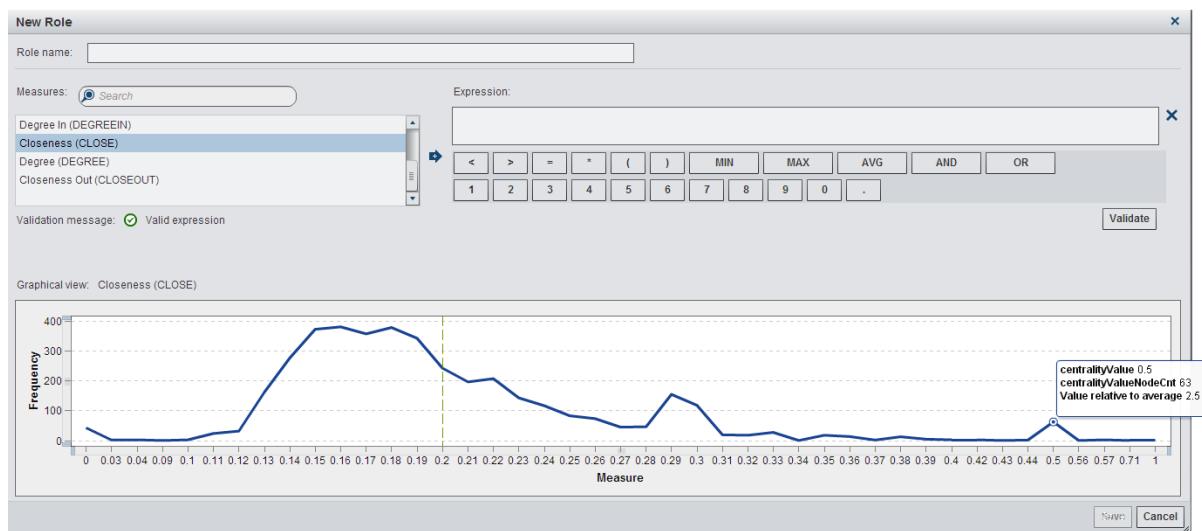 New Role
Role name:
Measures: Search
Expression:
Degree In (DEGREEIN)
Closeness (CLOSE)
Degree (DEGREE)
Closeness Out (CLOSEOUT)
< > = * ( ) MIN MAX AVG AND OR
1 2 3 4 5 6 7 8 9 0 .
Validation message: Valid expression
Validate
Graphical view: Closeness (CLOSE)
400
300
200
100
0
Frequency
centralityValue 0.5
centralityValueNodeCnt 63
Value relative to average 2.5
0 0.03 0.04 0.09 0.1 0.11 0.12 0.13 0.14 0.15 0.16 0.17 0.18 0.19 0.2 0.21 0.22 0.23 0.24 0.25 0.26 0.27 0.28 0.29 0.3 0.31 0.32 0.33 0.34 0.35 0.36 0.37 0.38 0.39 0.4 0.42 0.43 0.44 0.5 0.56 0.57 0.71 1
Measure
Save Cancel